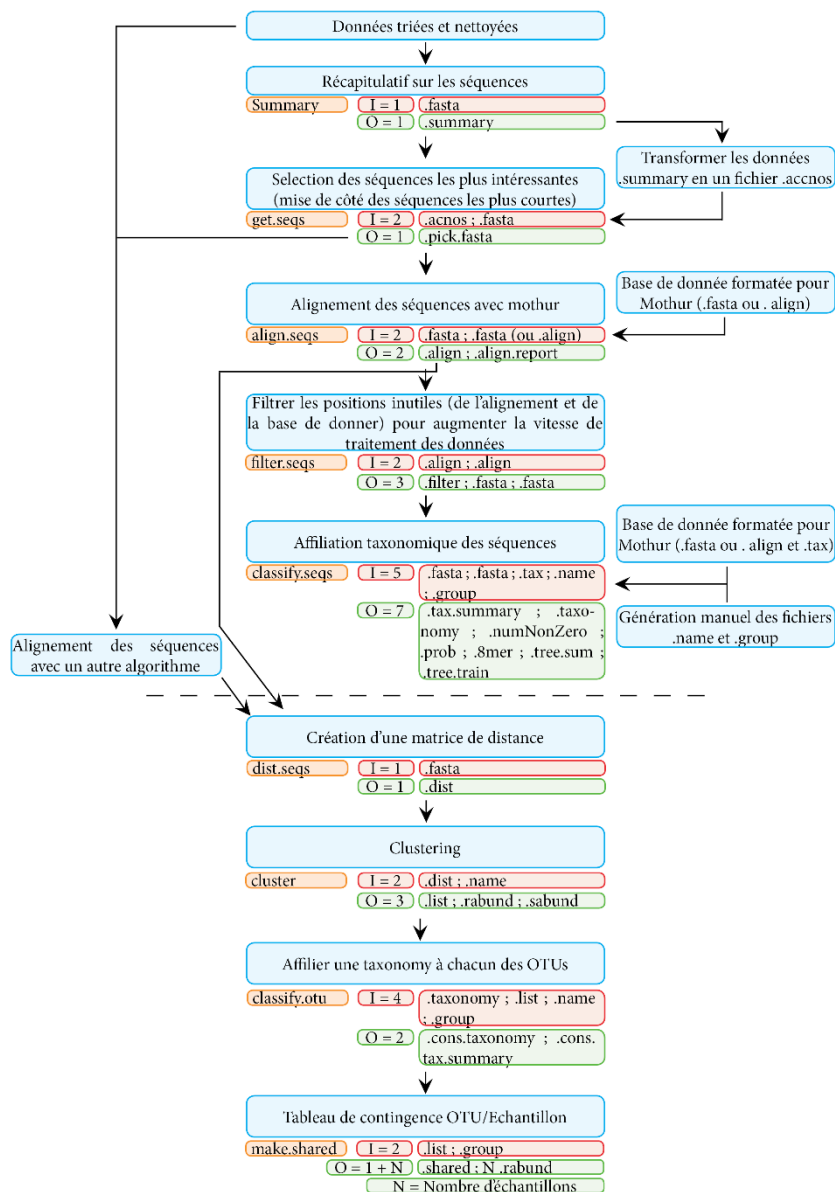 Données triées et nettoyées
Récapitulatif sur les séquences
Summary I = 1 .fasta
O = 1 .summary
Transformer les données
.summary en un fichier .accnos
Selection des séquences les plus intéressantes
(mise de côté des séquences les plus courtes)
get.seqs I = 2 .acnos ; .fasta
O = 1 .pick.fasta
Alignement des séquences avec mothur
Base de donnée formatée pour
Mothur (.fasta ou . align)
align.seqs I = 2 .fasta ; .fasta (ou .align)
O = 2 .align ; .align.report
Filtrer les positions inutiles (de l'alignement et de
la base de donner) pour augmenter la vitesse de
traitement des données
filter.seqs I = 2 .align ; .align
O = 3 .filter ; .fasta ; .fasta
Affiliation taxonomique des séquences
Base de donnée formatée pour
Mothur (.fasta ou . align et .tax)
classify.seqs I = 5 .fasta ; .fasta ; .tax ; .name
; .group
O = 7 .tax.summary ; .taxo-
nomy ; .numNonZero ;
.prob ; .8mer ; .tree.sum ;
.tree.train
Génération manuel des fichiers
.name et .group
Alignement des séquences
avec un autre algorithme
Création d'une matrice de distance
dist.seqs I = 1 .fasta
O = 1 .dist
Clustering
cluster I = 2 .dist ; .name
O = 3 .list ; .rabund ; .sabund
Affilier une taxonomy à chacun des OTUs
classify.otu I = 4 .taxonomy ; .list ; .name
; .group
O = 2 .cons.taxonomy ; .cons.
tax.summary
Tableau de contingence OTU/Echantillon
make.shared I = 2 .list ; .group
O = 1 + N .shared ; N .rabund
N = Nombre d'échantillons